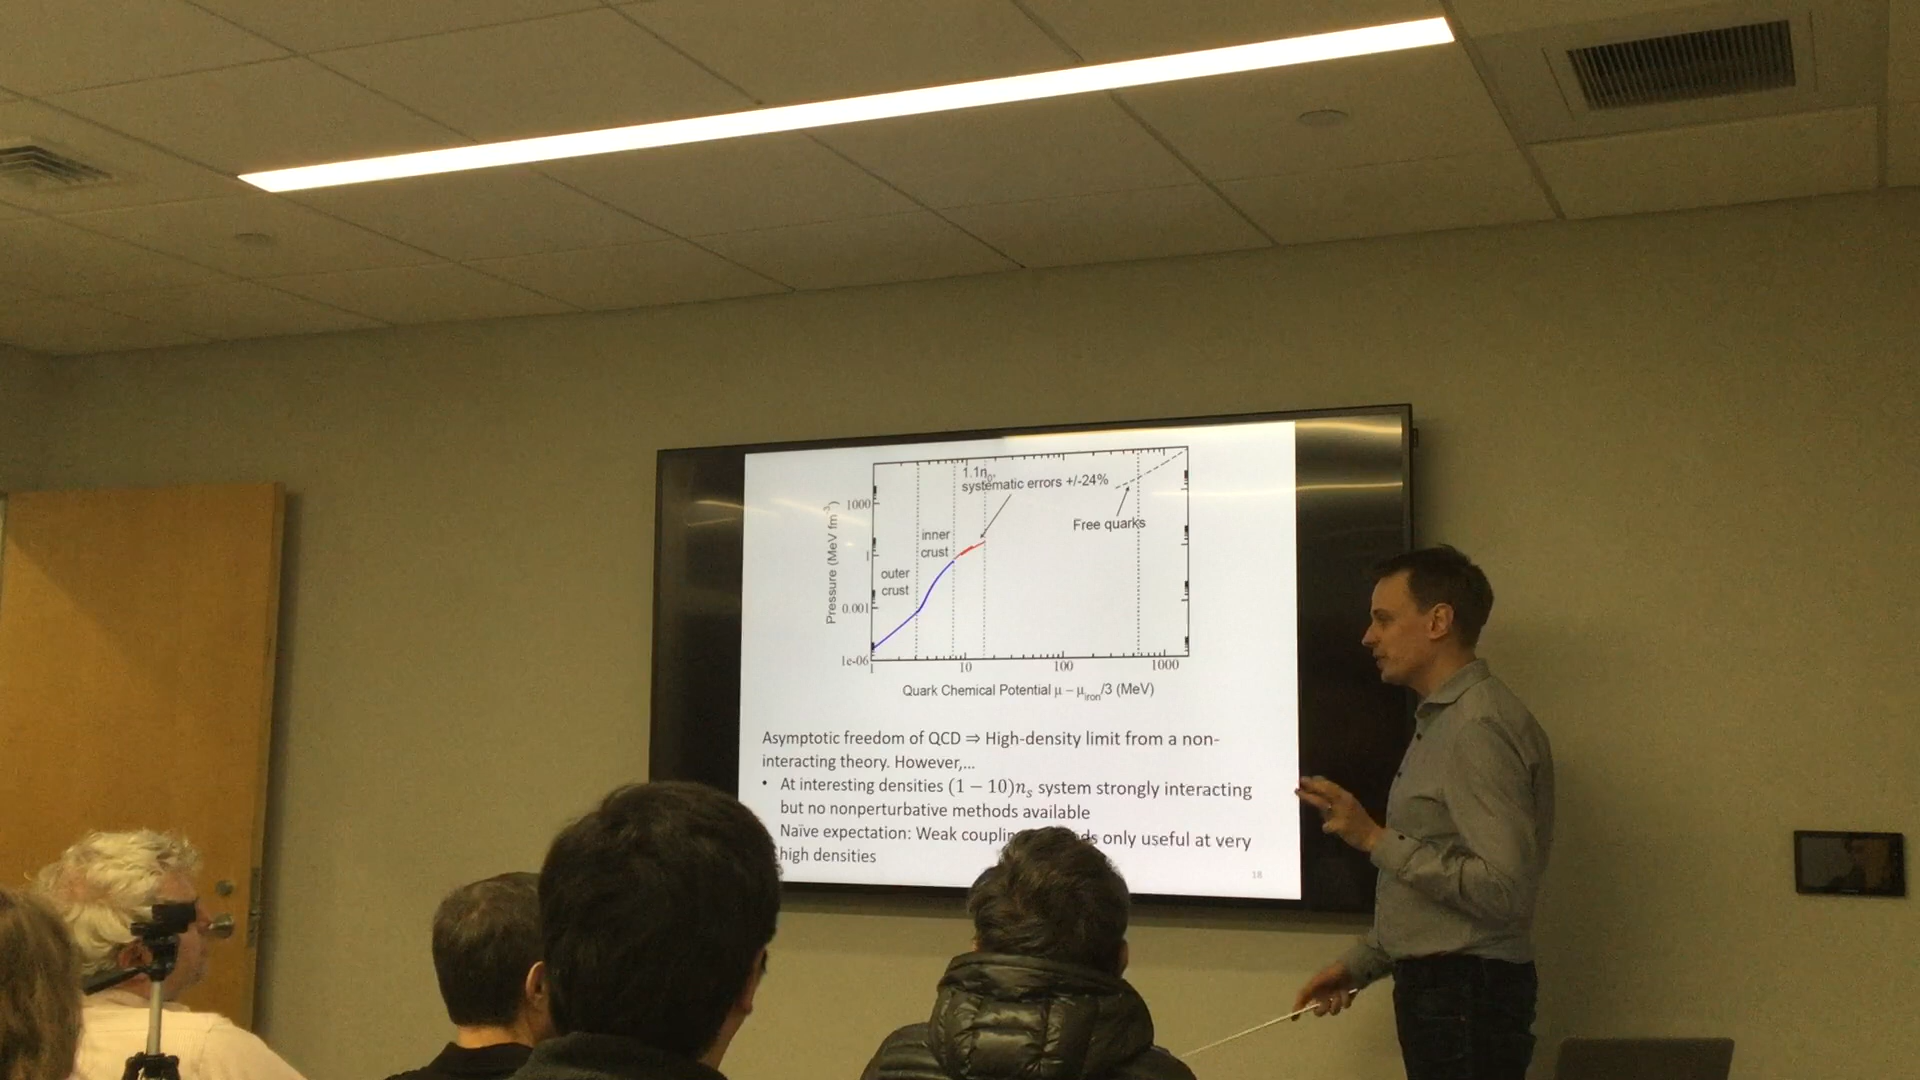 1.1n₀,
systematic errors +/-24%
1000
Free quarks
inner
crust
1
outer
crust
0.001
1e-06
1 10 100 1000
Pressure (MeV fm⁻³)
Quark Chemical Potential μ − μiron/3 (MeV)
Asymptotic freedom of QCD ⇒ High-density limit from a non-
interacting theory. However,...
• At interesting densities (1 − 10)nₛ system strongly interacting
but no nonperturbative methods available
Naïve expectation: Weak only useful at very
high densities
18